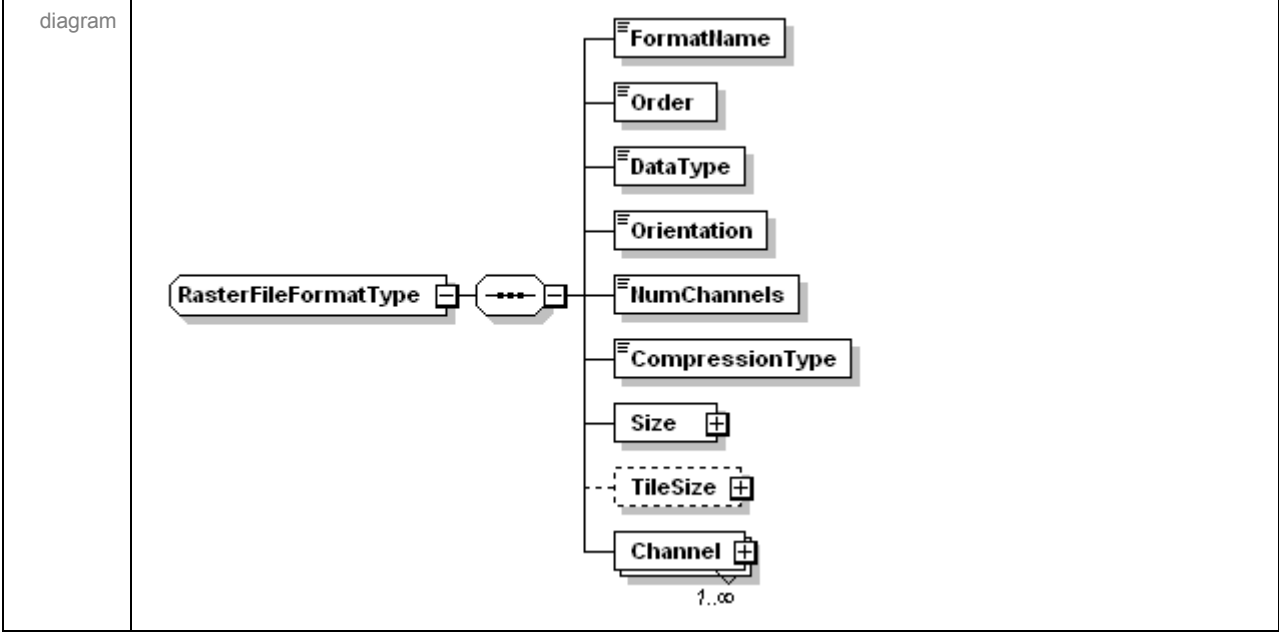 diagram
FormatName
Order
DataType
Orientation
RasterFileFormatType
NumChannels
CompressionType
Size
TileSize
Channel
1..∞